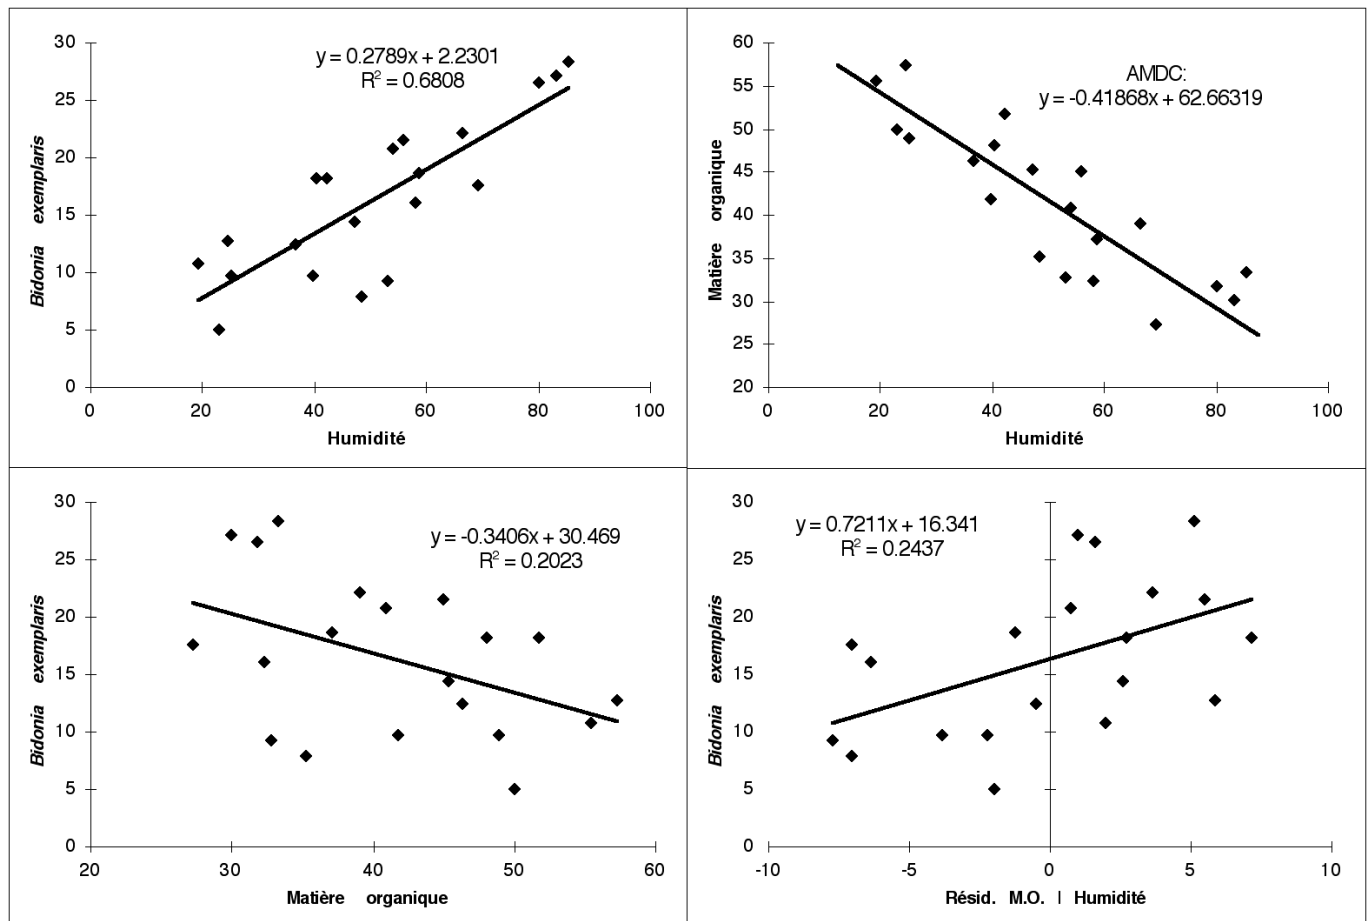 y = 0.2789x + 2.2301
R² = 0.6808
30
25
20
15
10
5
0
Bidonia exemplaris
0 20 40 60 80 100
Humidité
AMDC:
y = -0.41868x + 62.66319
60
55
50
45
40
35
30
25
20
Matière organique
0 20 40 60 80 100
Humidité
y = -0.3406x + 30.469
R² = 0.2023
30
25
20
15
10
5
0
Bidonia exemplaris
20 30 40 50 60
Matière organique
y = 0.7211x + 16.341
R² = 0.2437
30
25
20
15
10
5
0
Bidonia exemplaris
-10 -5 0 5 10
Résid. M.O. | Humidité